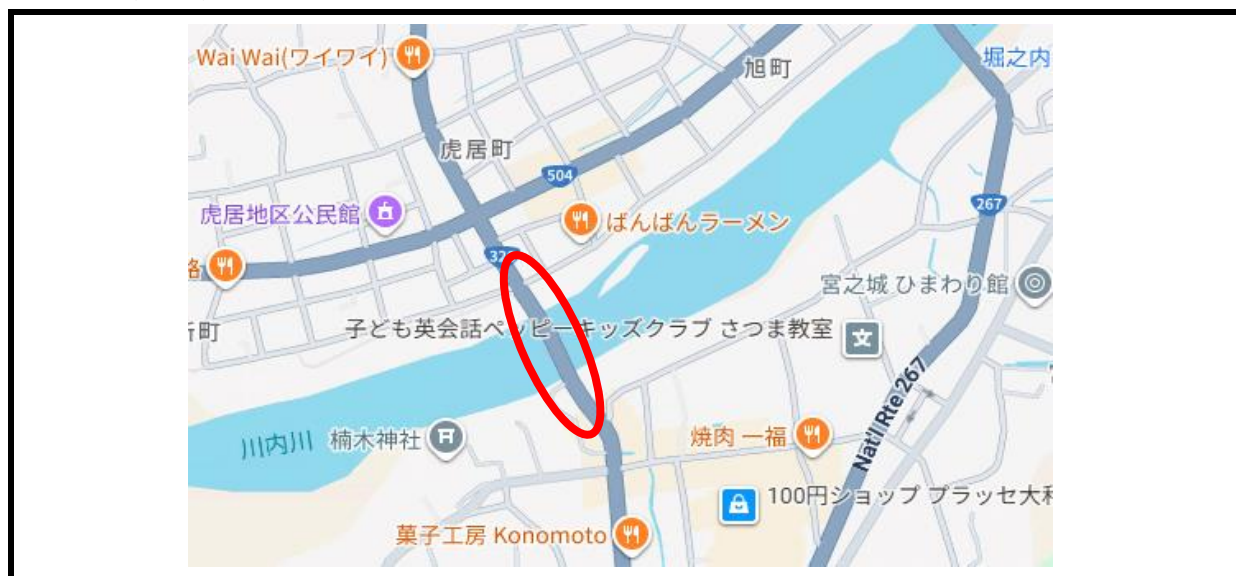 Wai Wai(ワイワイ)
旭町
堀之内
虎居町
504
虎居地区公民館
267
ばんばんラーメン
宮之城 ひまわり館
子ども英会話ペッピーキッズクラブ さつま教室
文
Nat'l Rte 267
川内川
楠木神社
焼肉 一福
100円ショップ プラッセ大和
菓子工房 Konomoto